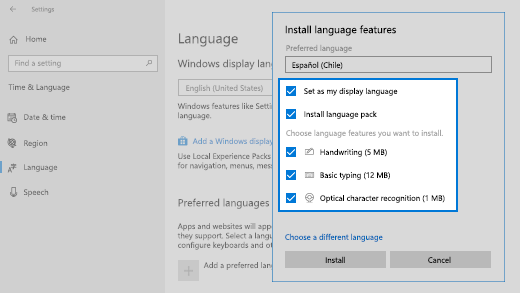 Settings
Home
Find a setting
Time & Language
Date & time
Region
Language
Speech
Language
Windows display lan
English (United States)
Windows features like Settin
language.
Add a Windows display
Use Local Experience Packs
for navigation, menus, mess
Preferred languages
Apps and websites will appe
they support. Select a langu
configure keyboards and ot
Add a preferred lan
Install language features
Preferred language
Español (Chile)
Set as my display language
Install language pack
Choose language features you want to install.
Handwriting (5 MB)
Basic typing (12 MB)
Optical character recognition (1 MB)
Choose a different language
Install
Cancel